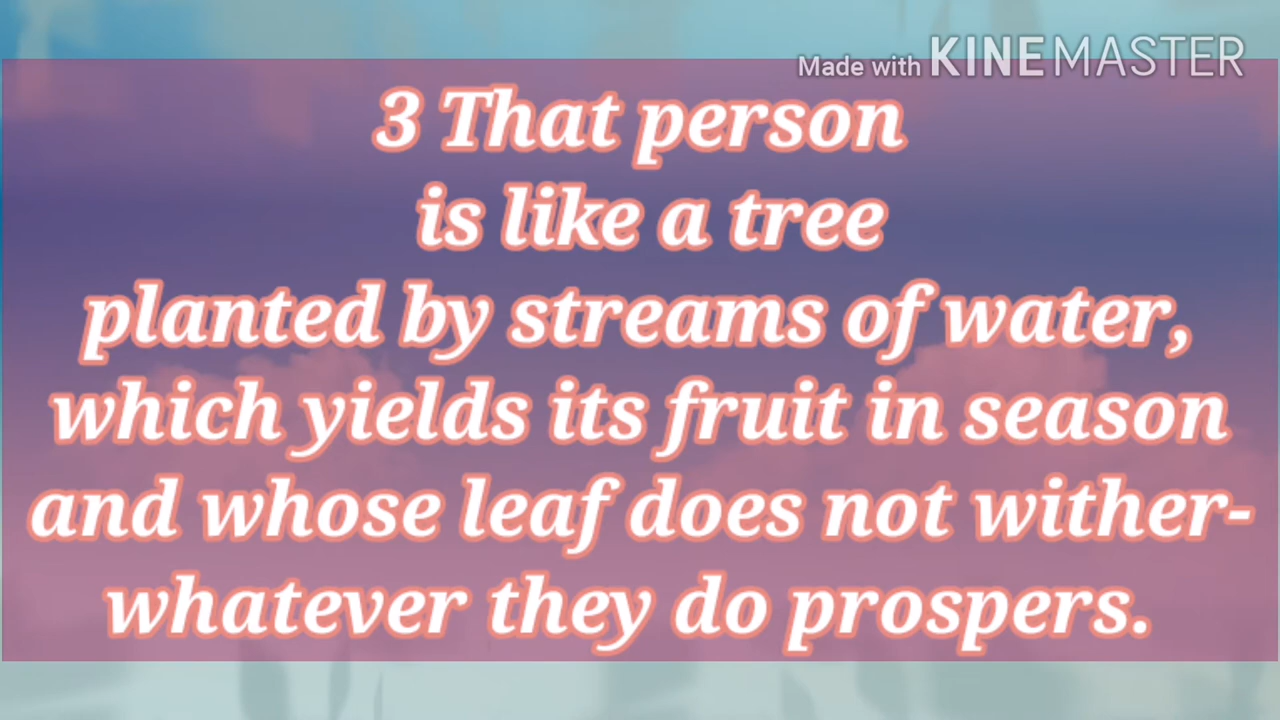 Made with KINEMASTER
3 That person
is like a tree
planted by streams of water,
which yields its fruit in season
and whose leaf does not wither-
whatever they do prospers.